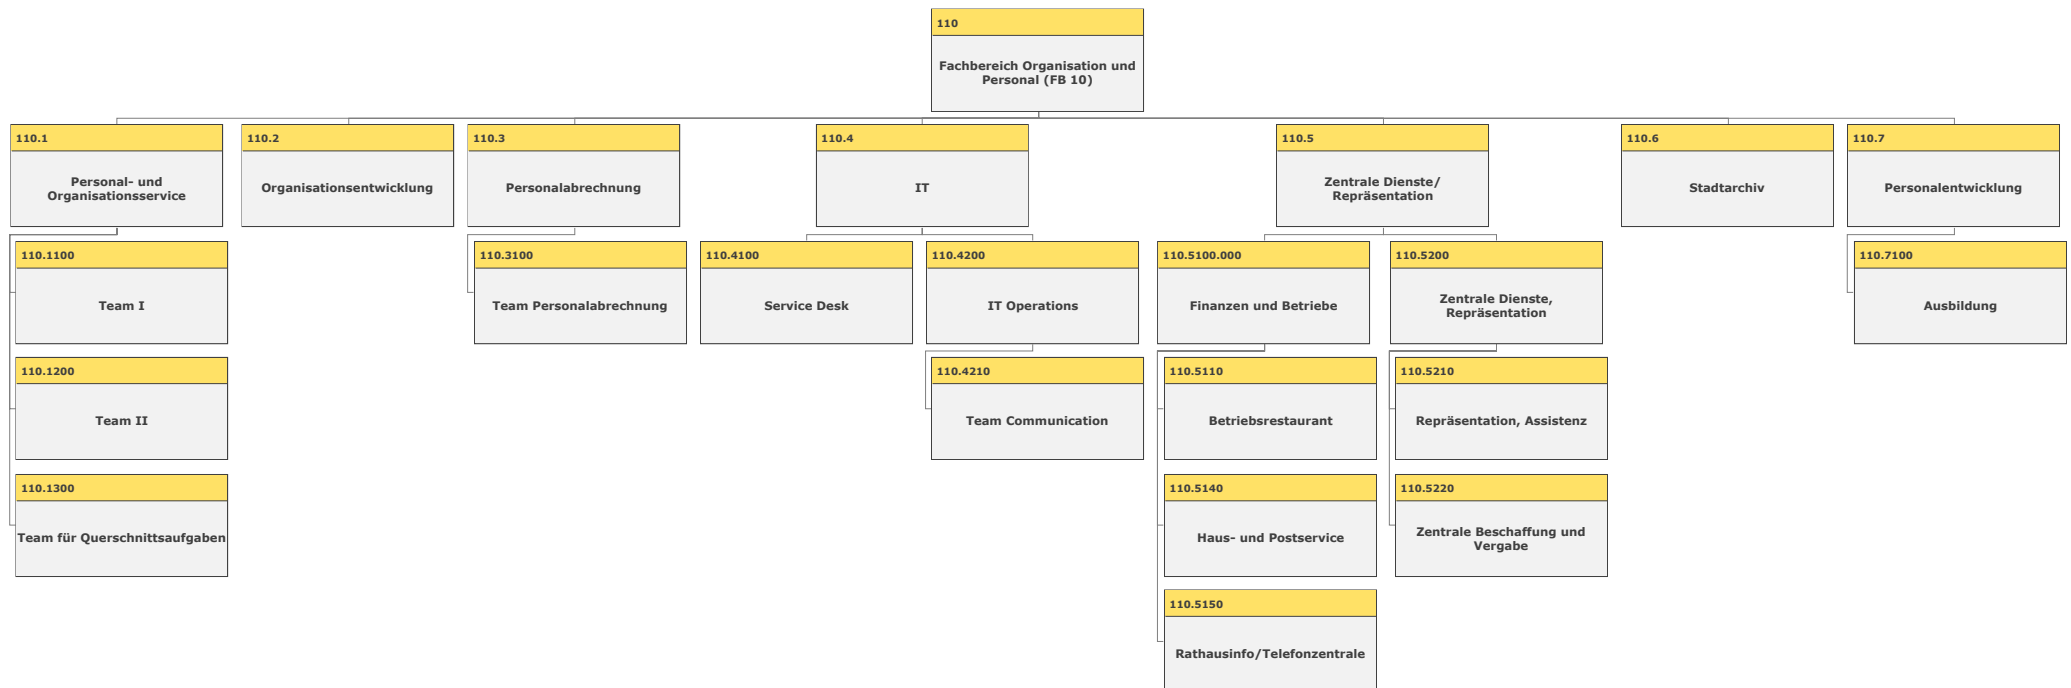 110
Fachbereich Organisation und
Personal (FB 10)
110.1
Personal- und
Organisationsservice
110.2
Organisationsentwicklung
110.3
Personalabrechnung
110.4
IT
110.5
Zentrale Dienste/
Repräsentation
110.6
Stadtarchiv
110.7
Personalentwicklung
110.1100
Team I
110.3100
Team Personalabrechnung
110.4100
Service Desk
110.4200
IT Operations
110.5100.000
Finanzen und Betriebe
110.5200
Zentrale Dienste,
Repräsentation
110.7100
Ausbildung
110.1200
Team II
110.4210
Team Communication
110.5110
Betriebsrestaurant
110.5210
Repräsentation, Assistenz
110.1300
Team für Querschnittsaufgaben
110.5140
Haus- und Postservice
110.5220
Zentrale Beschaffung und
Vergabe
110.5150
Rathausinfo/Telefonzentrale